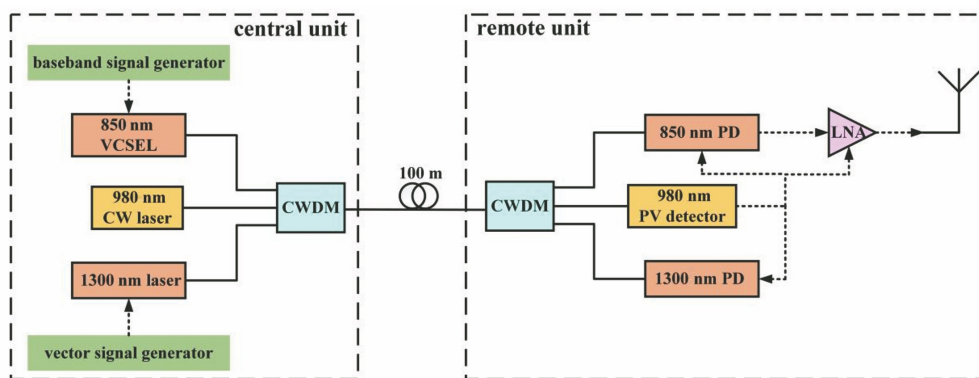 central unit
baseband signal generator
850 nm
VCSEL
980 nm
CW laser
1300 nm laser
vector signal generator
CWDM
100 m
remote unit
CWDM
850 nm PD
LNA
980 nm
PV detector
1300 nm PD